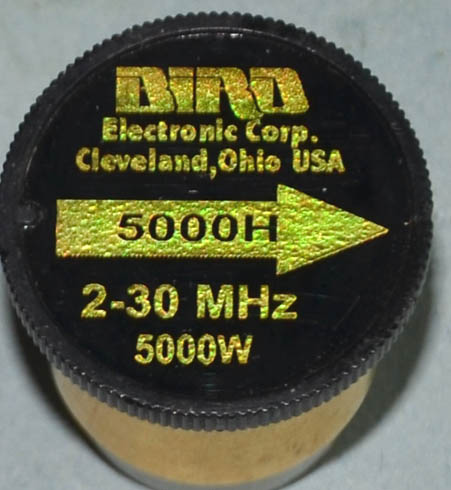 BIRD
Electronic Corp.
Cleveland,Ohio USA
5000H
2-30 MHz
5000W